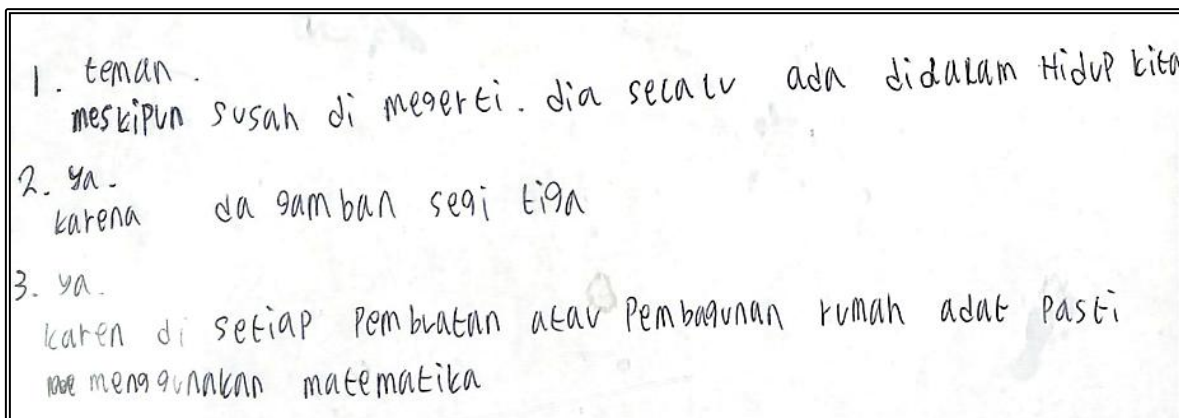 1. teman.
meskipun susah di megerti. dia selalu ada didalam Hidup kita
2. ya.
karena da gamban segi tiga
3. ya.
karen di setiap Pembuatan atau Pembagunan rumah adat Pasti
menggunakan matematika